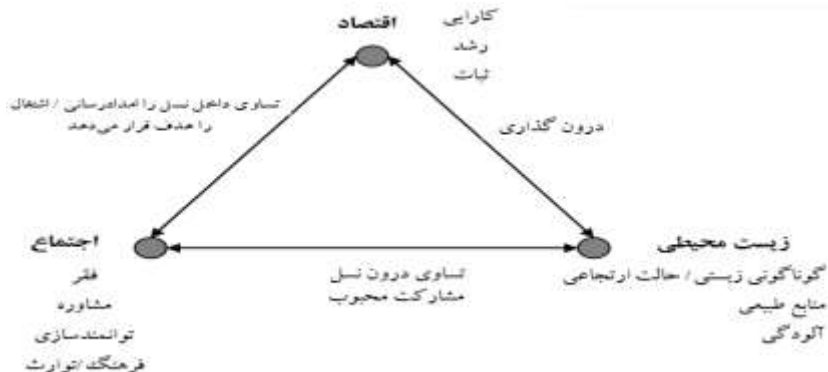 اقتصاد
کارایی
رشد
ثبات
تساوی داخل نسل را امدادرسانی / اشتغال
را هدف قرار می‌دهد
درون گذاری
اجتماع
فقر
مشاوره
توانمندسازی
فرهنگ/توارث
تساوی درون نسل
مشارکت محبوب
زیست محیطی
گوناگونی زیستی / حالت ارتجاعی
منابع طبیعی
آلودگی